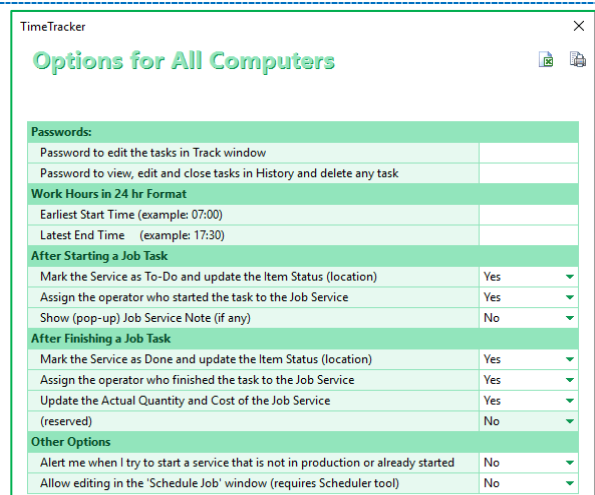 TimeTracker
Options for All Computers
Passwords:
Password to edit the tasks in Track window
Password to view, edit and close tasks in History and delete any task
Work Hours in 24 hr Format
Earliest Start Time (example: 07:00)
Latest End Time (example: 17:30)
After Starting a Job Task
Mark the Service as To-Do and update the Item Status (location) Yes
Assign the operator who started the task to the Job Service Yes
Show (pop-up) Job Service Note (if any) No
After Finishing a Job Task
Mark the Service as Done and update the Item Status (location) Yes
Assign the operator who finished the task to the Job Service Yes
Update the Actual Quantity and Cost of the Job Service Yes
(reserved) No
Other Options
Alert me when I try to start a service that is not in production or already started No
Allow editing in the 'Schedule Job' window (requires Scheduler tool) No